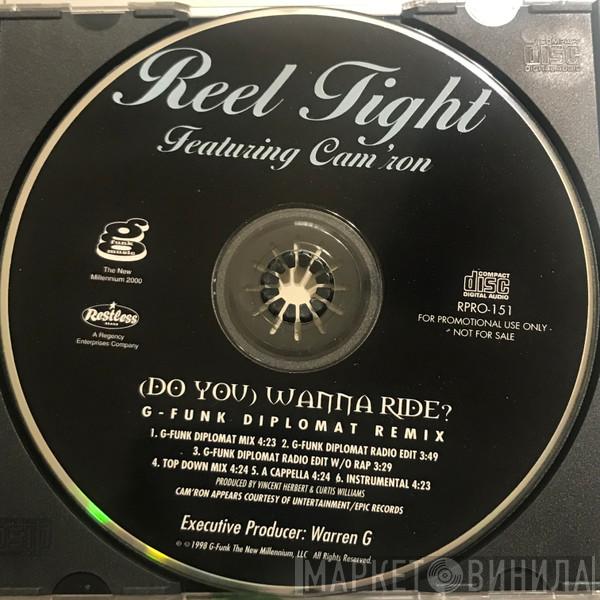 Reel Tight
Featuring Cam'ron
COMPACT
disc
DIGITAL AUDIO
g
funk
music
The New
Millennium 2000
Restless
BRAND
A Regency
Enterprises Company
COMPACT
disc
DIGITAL AUDIO
RPRO-151
FOR PROMOTIONAL USE ONLY -
- NOT FOR SALE
(DO YOU) WANNA RIDE?
G-FUNK DIPLOMAT REMIX
1. G-FUNK DIPLOMAT MIX 4:23 2. G-FUNK DIPLOMAT RADIO EDIT 3:49
3. G-FUNK DIPLOMAT RADIO EDIT W/O RAP 3:29
4. TOP DOWN MIX 4:24 5. A CAPPELLA 4:24 6. INSTRUMENTAL 4:23
PRODUCED BY VINCENT HERBERT & CURTIS WILLIAMS
CAM'RON APPEARS COURTESY OF UNTERTAINMENT/EPIC RECORDS
Executive Producer: Warren G
℗ © 1998 G-Funk The New Millennium, LLC All Rights Reserved.
МАРКЕТ ВИНИЛА